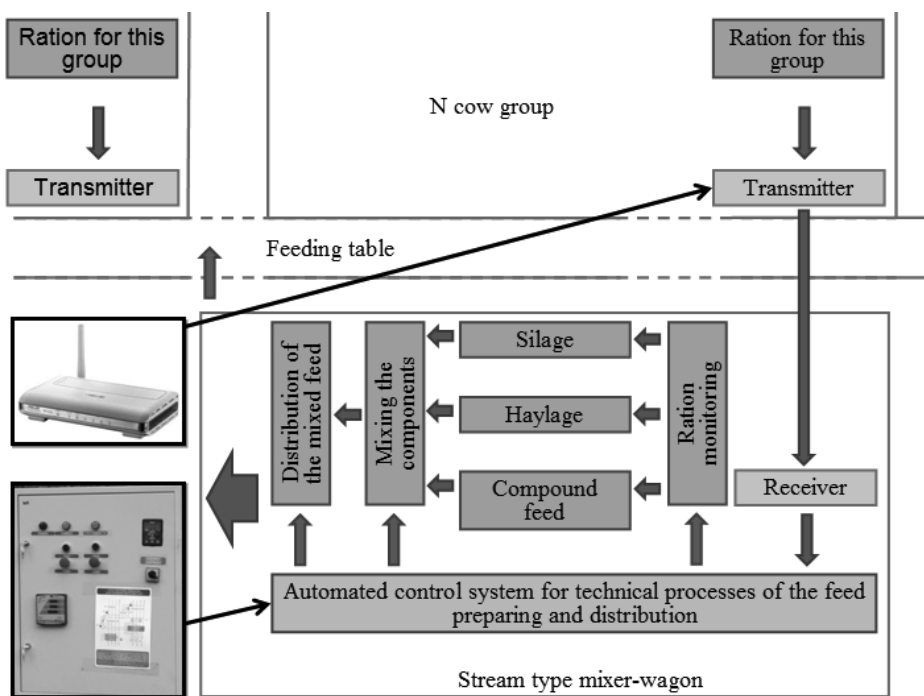 Ration for this
group
Ration for this
group
N cow group
Transmitter
Transmitter
Feeding table
Distribution of
the mixed feed
Mixing the
components
Silage
Haylage
Compound
feed
Ration
monitoring
Receiver
Automated control system for technical processes of the feed
preparing and distribution
Stream type mixer-wagon